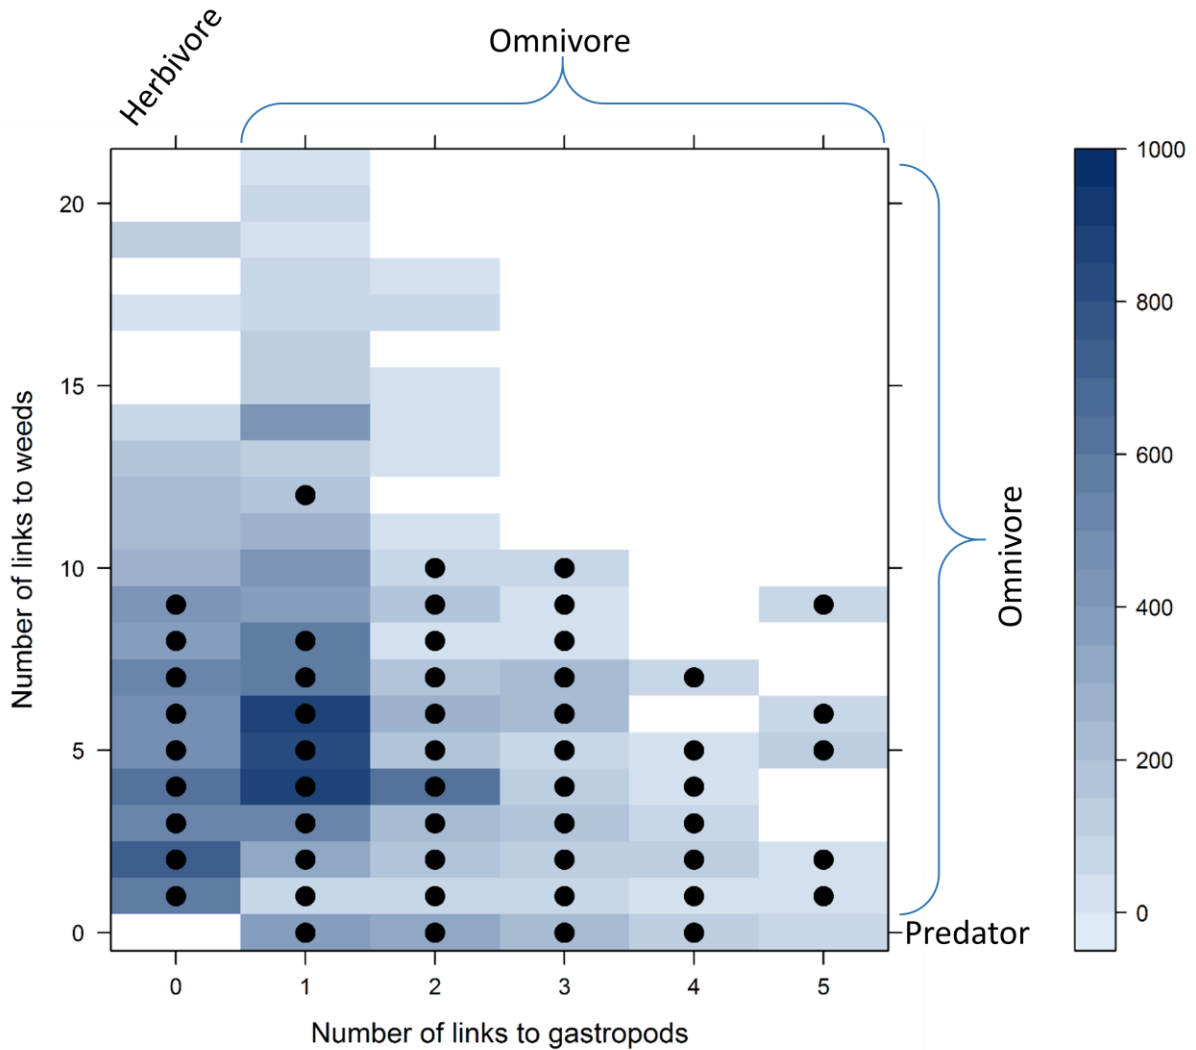 Herbivore
Omnivore
20
15
10
5
0
Number of links to weeds
0
1
2
3
4
5
Number of links to gastropods
Omnivore
Predator
1000
800
600
400
200
0